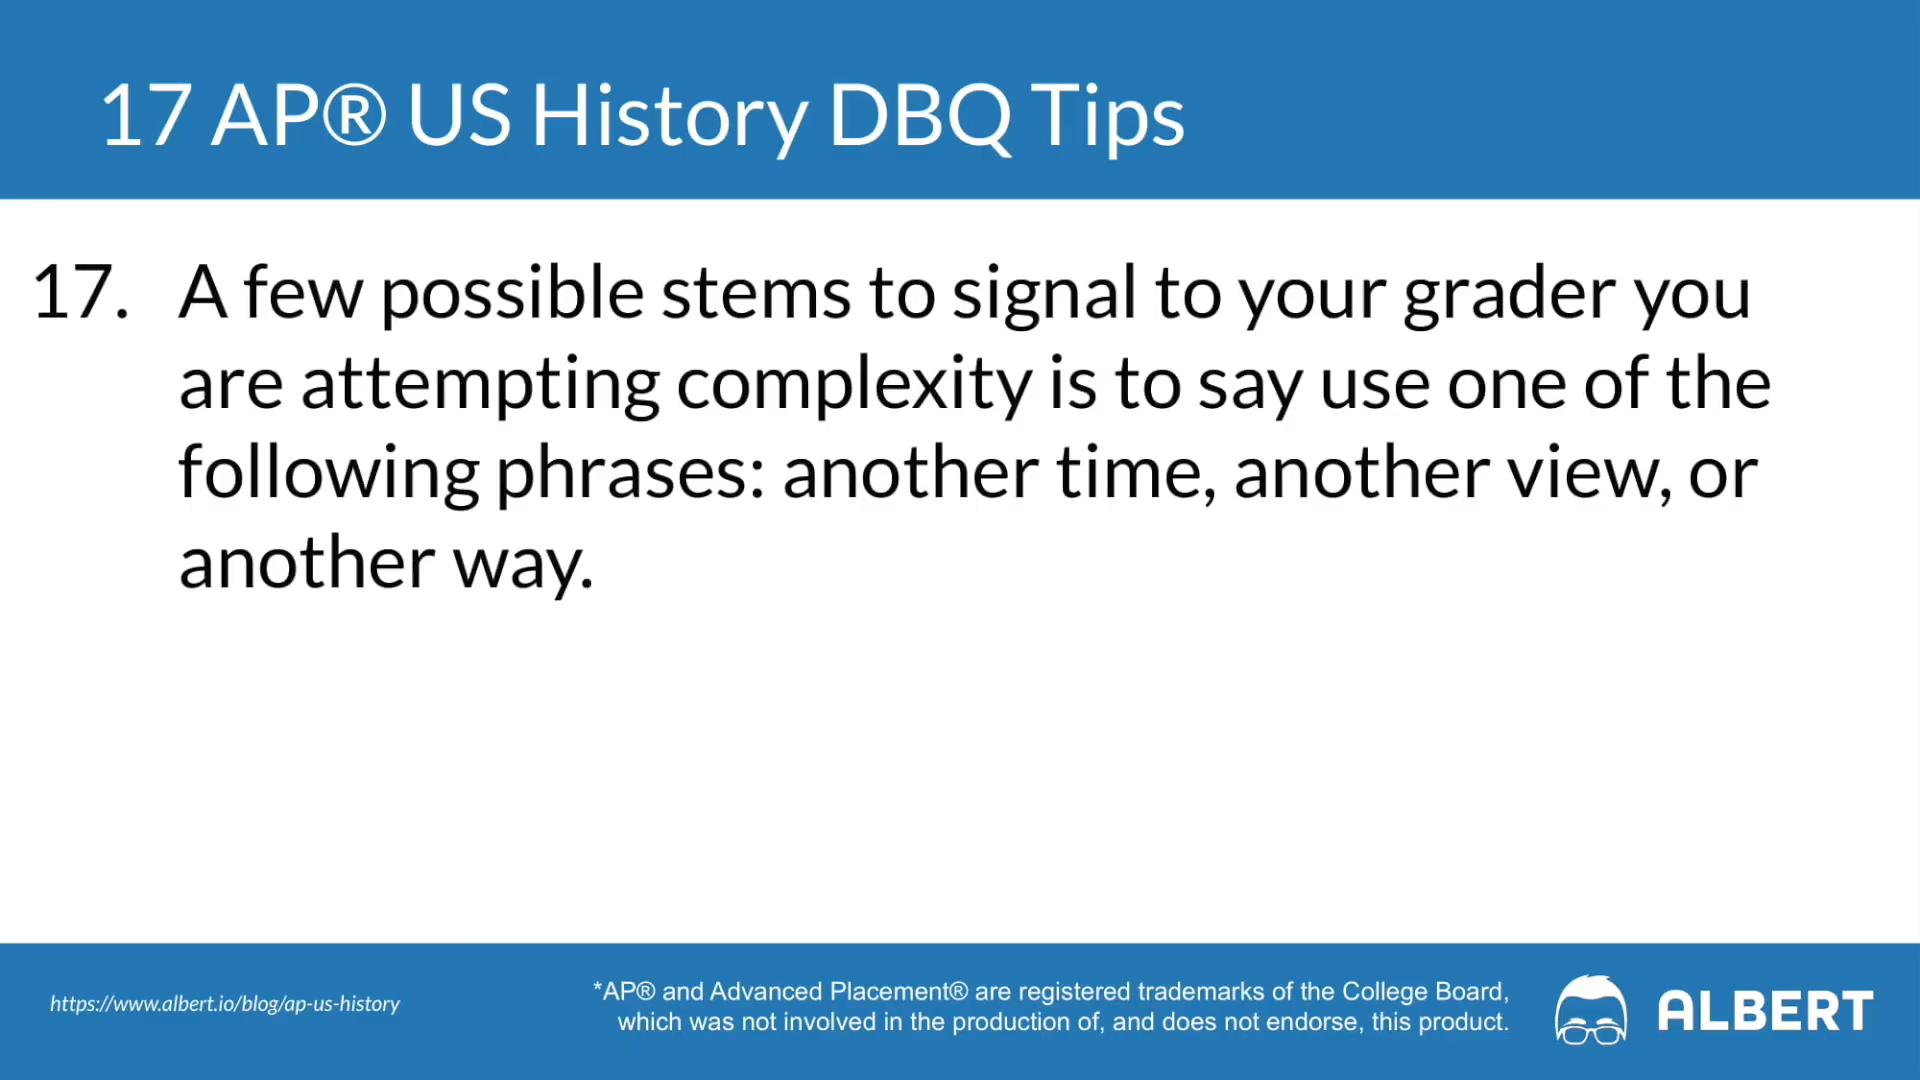 17 AP® US History DBQ Tips
17. A few possible stems to signal to your grader you
are attempting complexity is to say use one of the
following phrases: another time, another view, or
another way.
https://www.albert.io/blog/ap-us-history
*AP® and Advanced Placement® are registered trademarks of the College Board,
which was not involved in the production of, and does not endorse, this product.
ALBERT